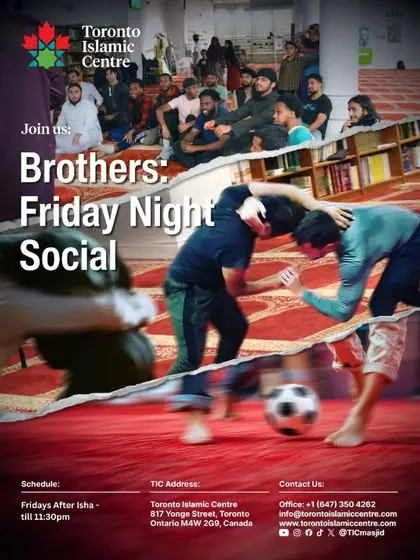 Toronto
Islamic
Centre
Join us:
Brothers:
Friday Night
Social
Schedule:
Fridays After Isha -
till 11:30pm
TIC Address:
Toronto Islamic Centre
817 Yonge Street, Toronto
Ontario M4W 2G9, Canada
Contact Us:
Office: +1 (647) 350 4262
info@torontoislamiccentre.com
www.torontoislamiccentre.com
@TICmasjid